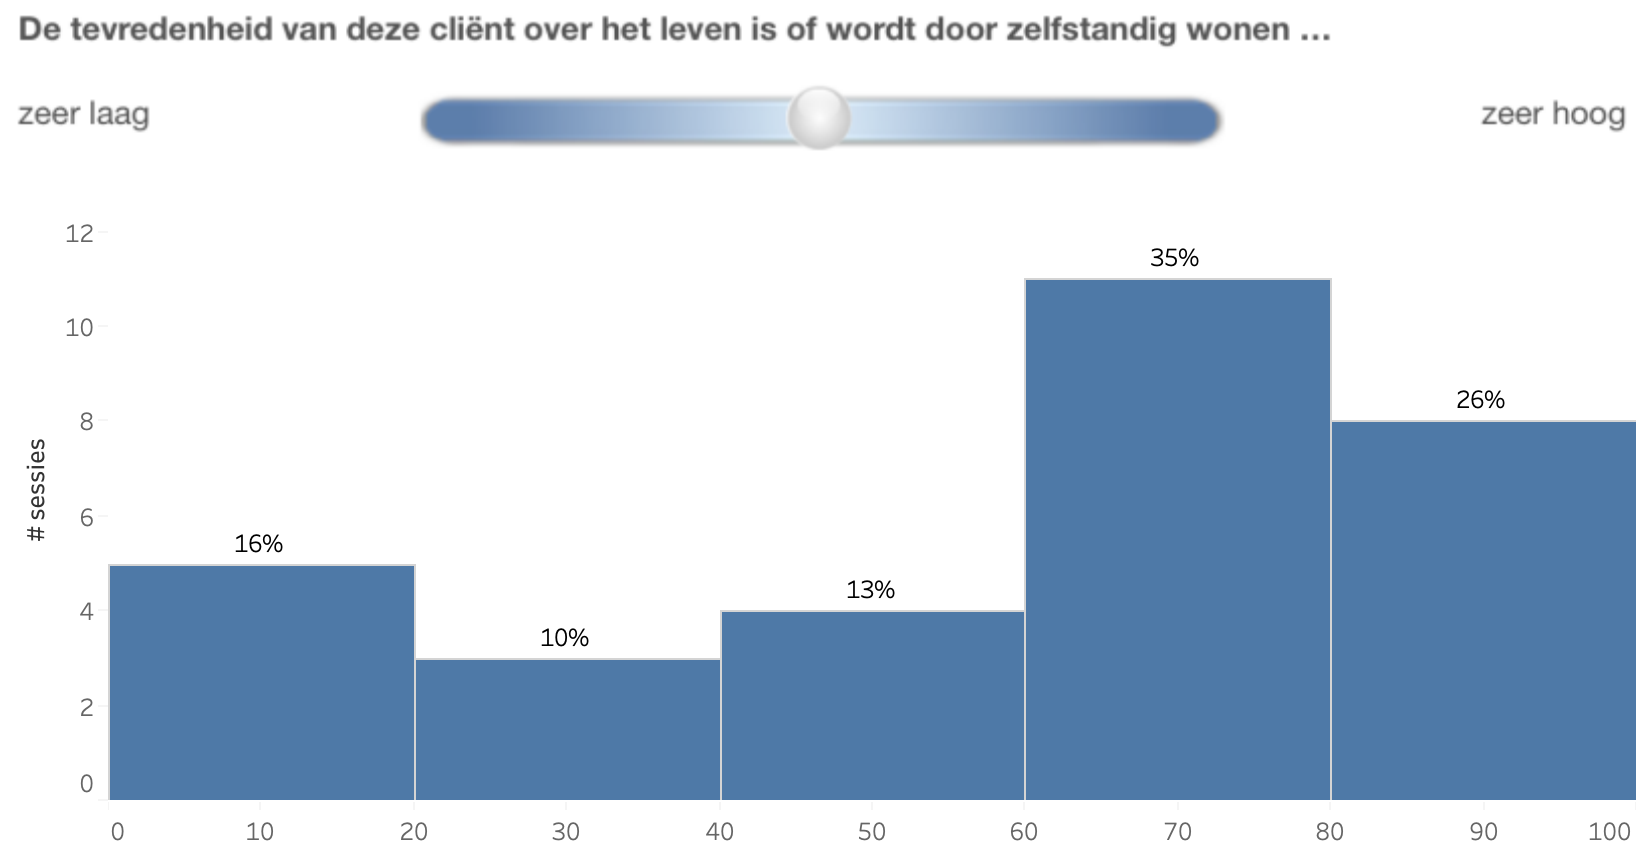 De tevredenheid van deze cliënt over het leven is of wordt door zelfstandig wonen ...
zeer laag
zeer hoog
12
10
8
6
4
2
0
# sessies
16%
10%
13%
35%
26%
0 10 20 30 40 50 60 70 80 90 100